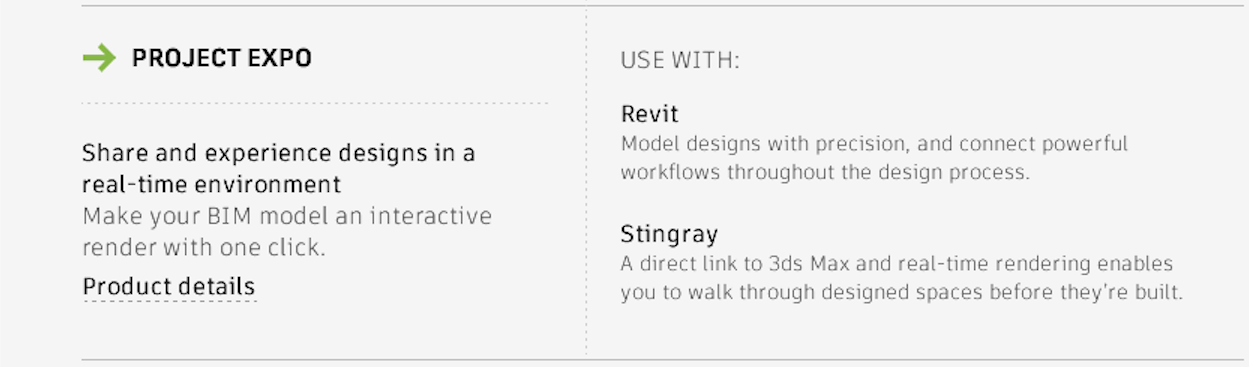 PROJECT EXPO
Share and experience designs in a
real-time environment
Make your BIM model an interactive
render with one click.
Product details
USE WITH:
Revit
Model designs with precision, and connect powerful
workflows throughout the design process.
Stingray
A direct link to 3ds Max and real-time rendering enables
you to walk through designed spaces before they're built.